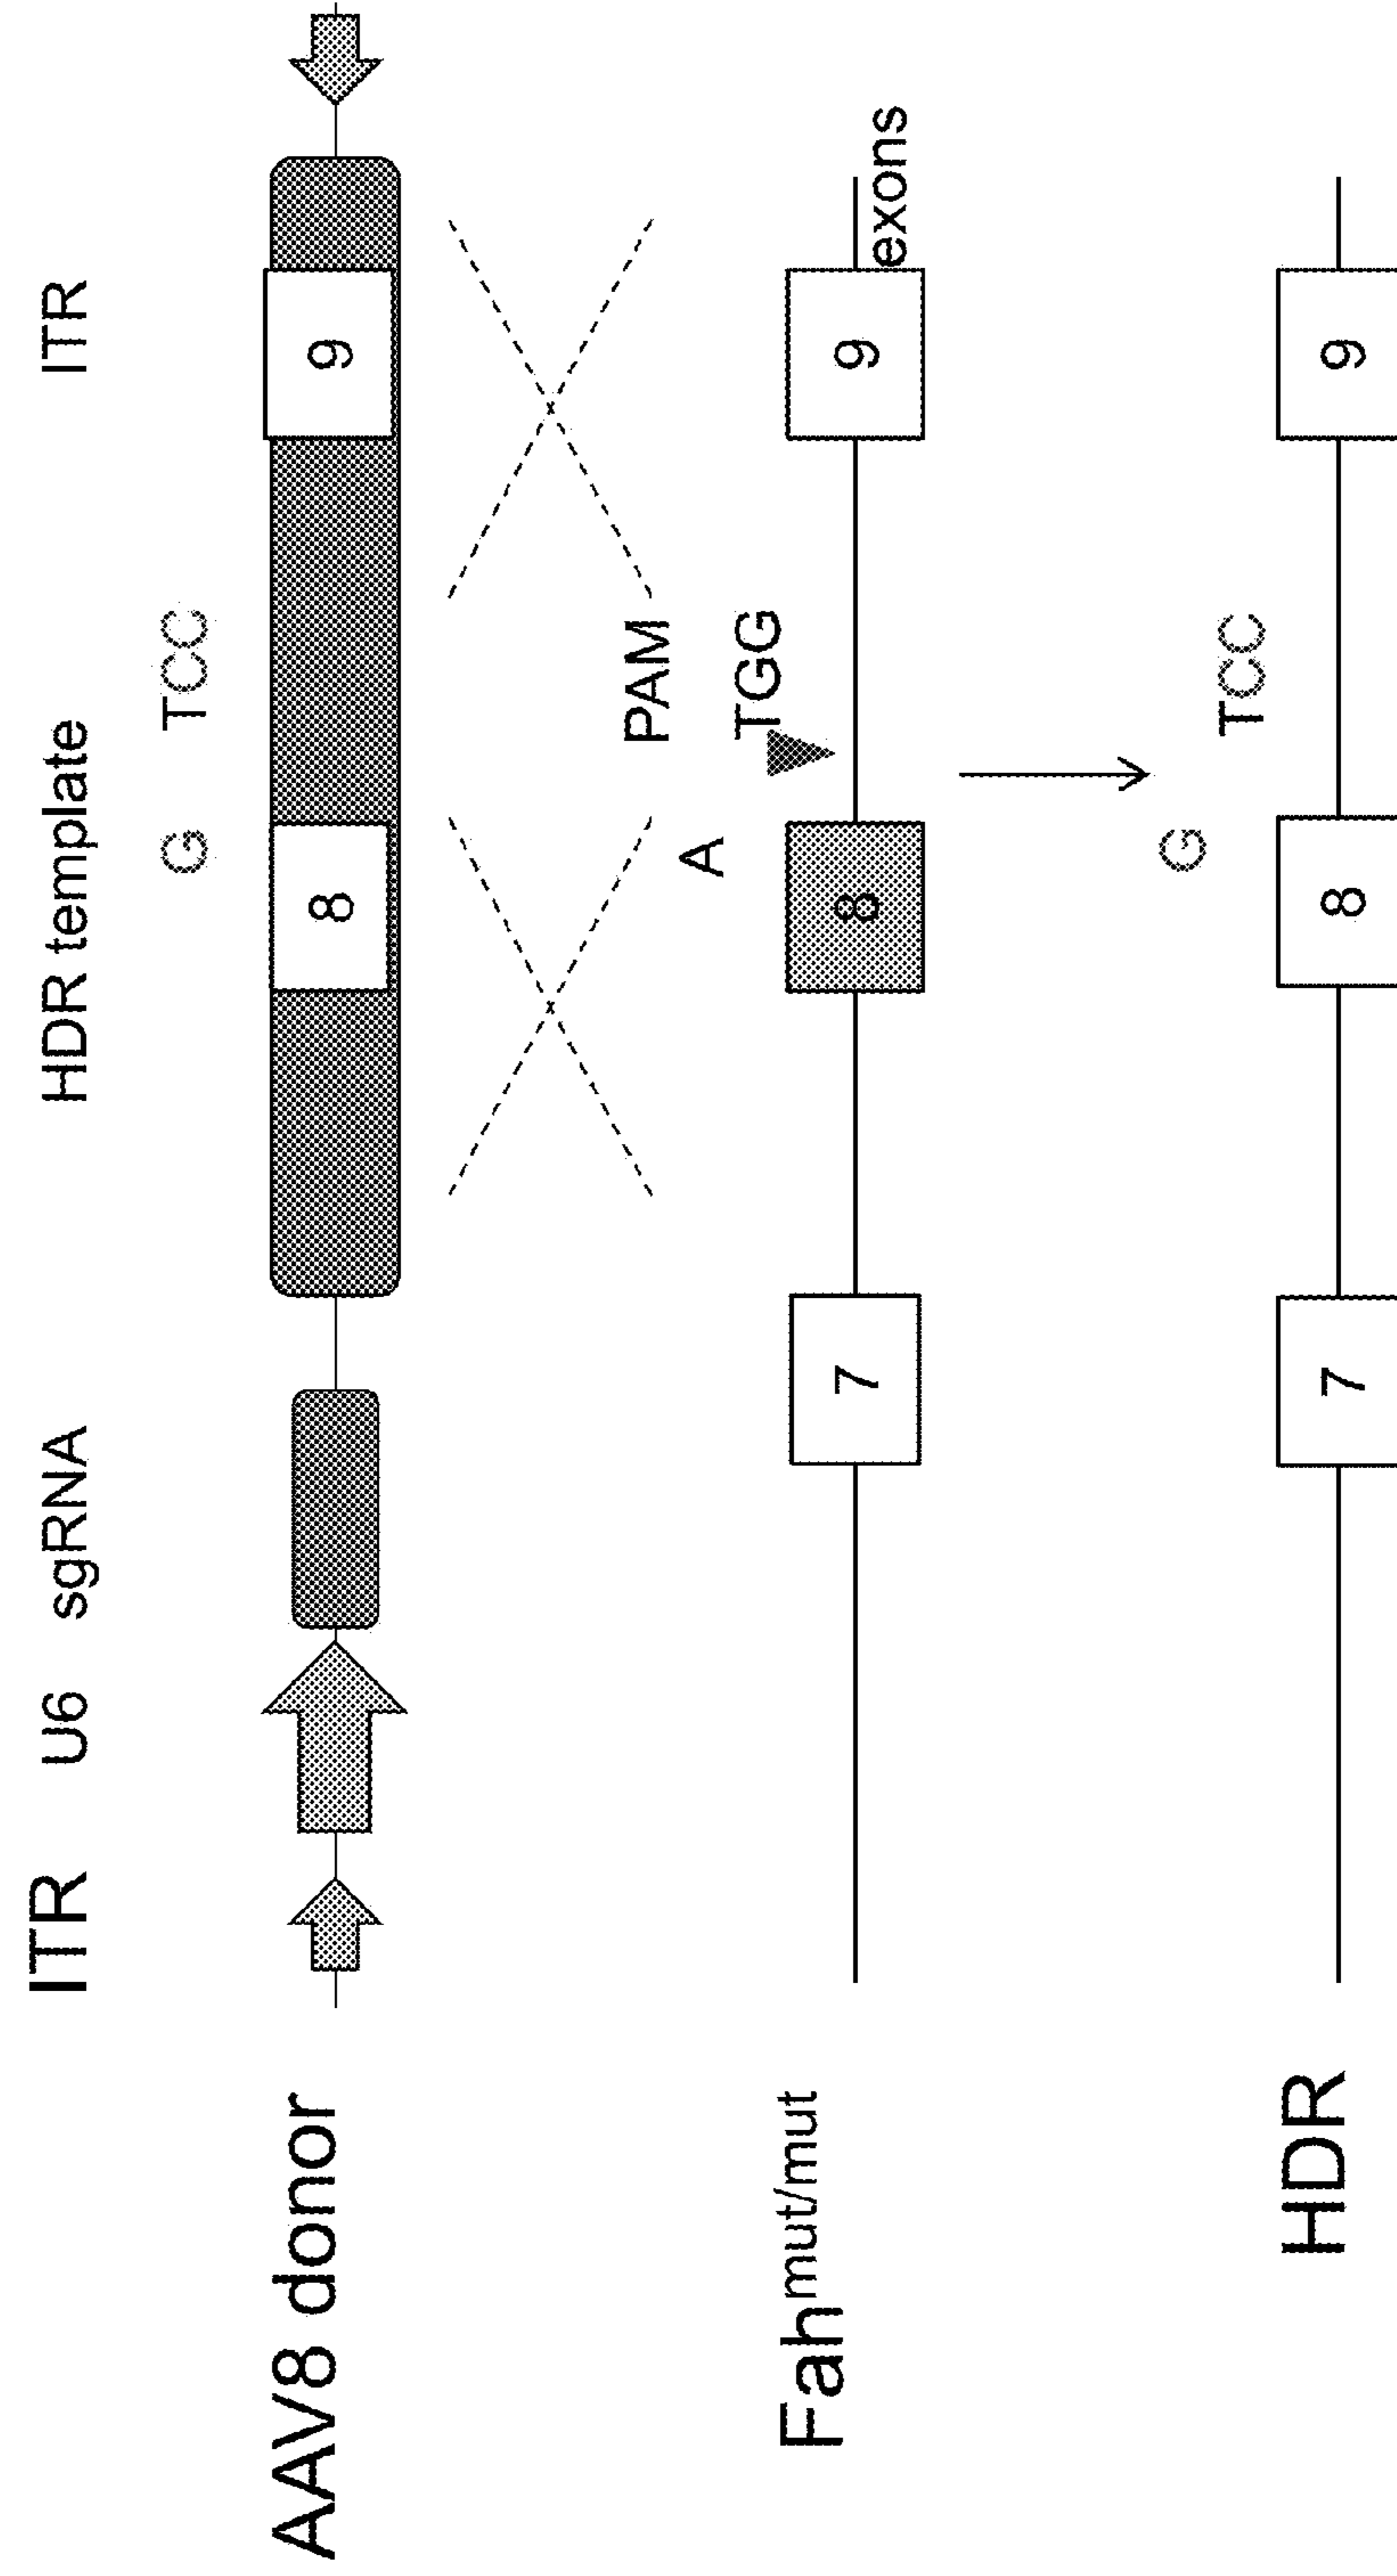 ITR U6 sgRNA HDR template ITR
G TCC
AAV8 donor 8 9
PAM
A TGG
Fahmut/mut 7 8 9
exons
G TCC
HDR 7 8 9